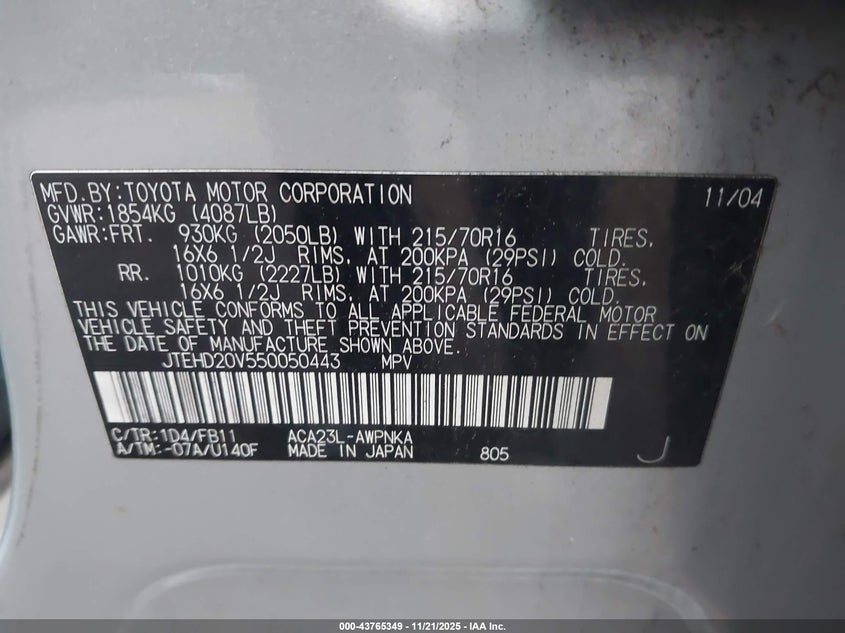 MFD.BY:TOYOTA MOTOR CORPORATION 11/04
GVWR:1854KG (4087LB)
GAWR:FRT. 930KG (2050LB) WITH 215/70R16 TIRES,
16X6 1/2J RIMS, AT 200KPA (29PSI) COLD.
RR. 1010KG (2227LB) WITH 215/70R16 TIRES,
16X6 1/2J RIMS, AT 200KPA (29PSI) COLD.
THIS VEHICLE CONFORMS TO ALL APPLICABLE FEDERAL MOTOR
VEHICLE SAFETY AND THEFT PREVENTION STANDARDS IN EFFECT ON
THE DATE OF MANUFACTURE SHOWN ABOVE.
JTEHD20V550050443 MPV
C/TR:1D4/FB11 ACA23L-AWPNKA
A/TM:-07A/U140F MADE IN JAPAN 805 J
000-43765349 - 11/21/2025 - IAA Inc.